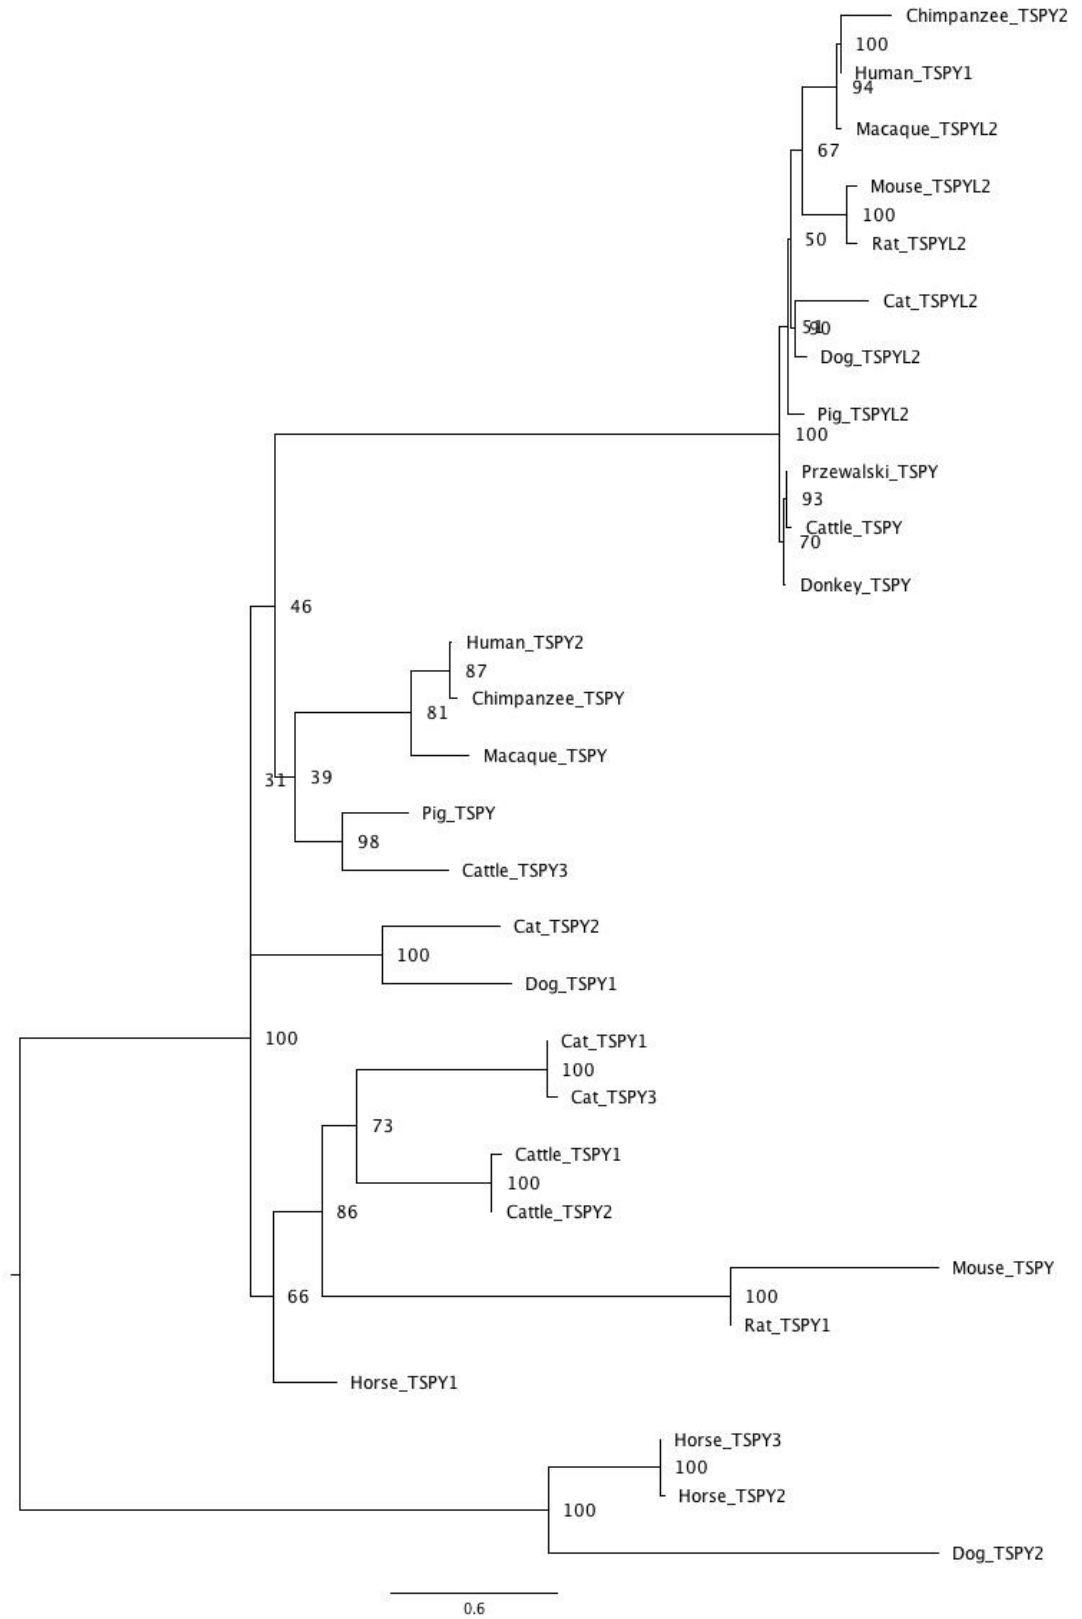 Chimpanzee_TSPY2
100
Human_TSPY1
94
Macaque_TSPYL2
67
Mouse_TSPYL2
100
Rat_TSPYL2
50
Cat_TSPYL2
51
90
Dog_TSPYL2
Pig_TSPYL2
100
Przewalski_TSPY
93
Cattle_TSPY
70
Donkey_TSPY
46
Human_TSPY2
87
Chimpanzee_TSPY
81
Macaque_TSPY
31
39
Pig_TSPY
98
Cattle_TSPY3
Cat_TSPY2
100
Dog_TSPY1
100
Cat_TSPY1
100
Cat_TSPY3
73
Cattle_TSPY1
100
Cattle_TSPY2
86
Mouse_TSPY
66
100
Rat_TSPY1
Horse_TSPY1
Horse_TSPY3
100
Horse_TSPY2
100
Dog_TSPY2
0.6